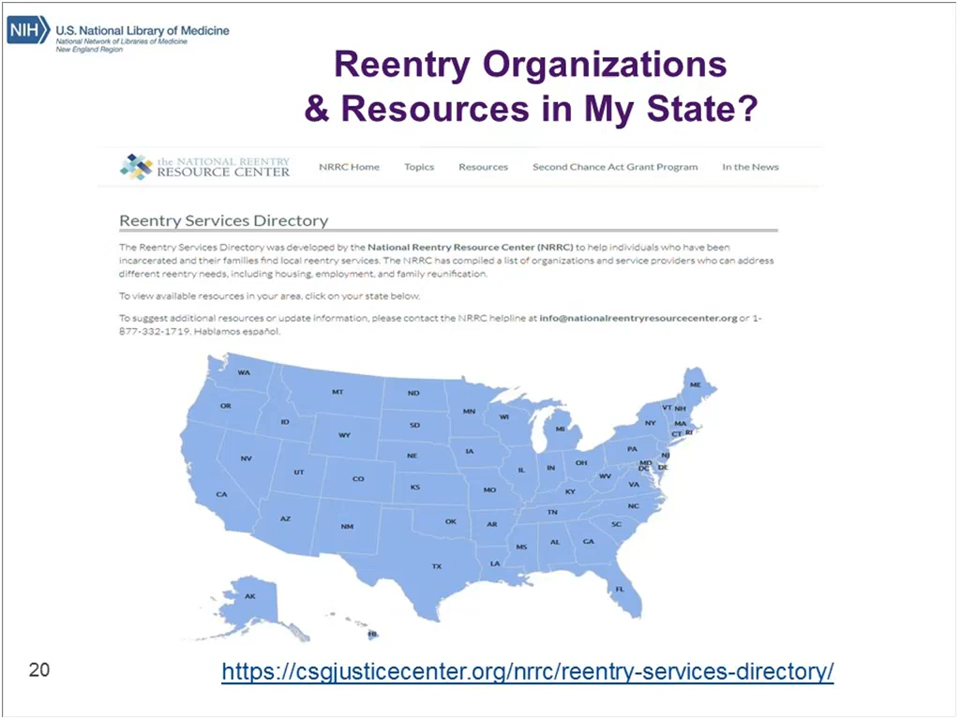 NIH U.S. National Library of Medicine
National Network of Libraries of Medicine
New England Region
Reentry Organizations
& Resources in My State?
the NATIONAL REENTRY
RESOURCE CENTER
NRRC Home Topics Resources Second Chance Act Grant Program In the News
Reentry Services Directory
The Reentry Services Directory was developed by the National Reentry Resource Center (NRRC) to help individuals who have been
incarcerated and their families find local reentry services. The NRRC has compiled a list of organizations and service providers who can address
different reentry needs, including housing, employment, and family reunification.
To view available resources in your area, click on your state below.
To suggest additional resources or update information, please contact the NRRC helpline at info@nationalreentryresourcecenter.org or 1-
877-332-1719. Hablamos español.
WA
MT
ND
ME
OR
ID
SD
MN
WI
VT NH
WY
MI
NY
MA
CT RI
NV
NE
IA
PA
NJ
UT
CO
KS
IL
IN
OH
MD
DC
DE
WV
VA
CA
MO
KY
NC
AZ
NM
OK
AR
TN
SC
MS
AL
GA
TX
LA
FL
AK
HI
20
https://csgjusticecenter.org/nrrc/reentry-services-directory/